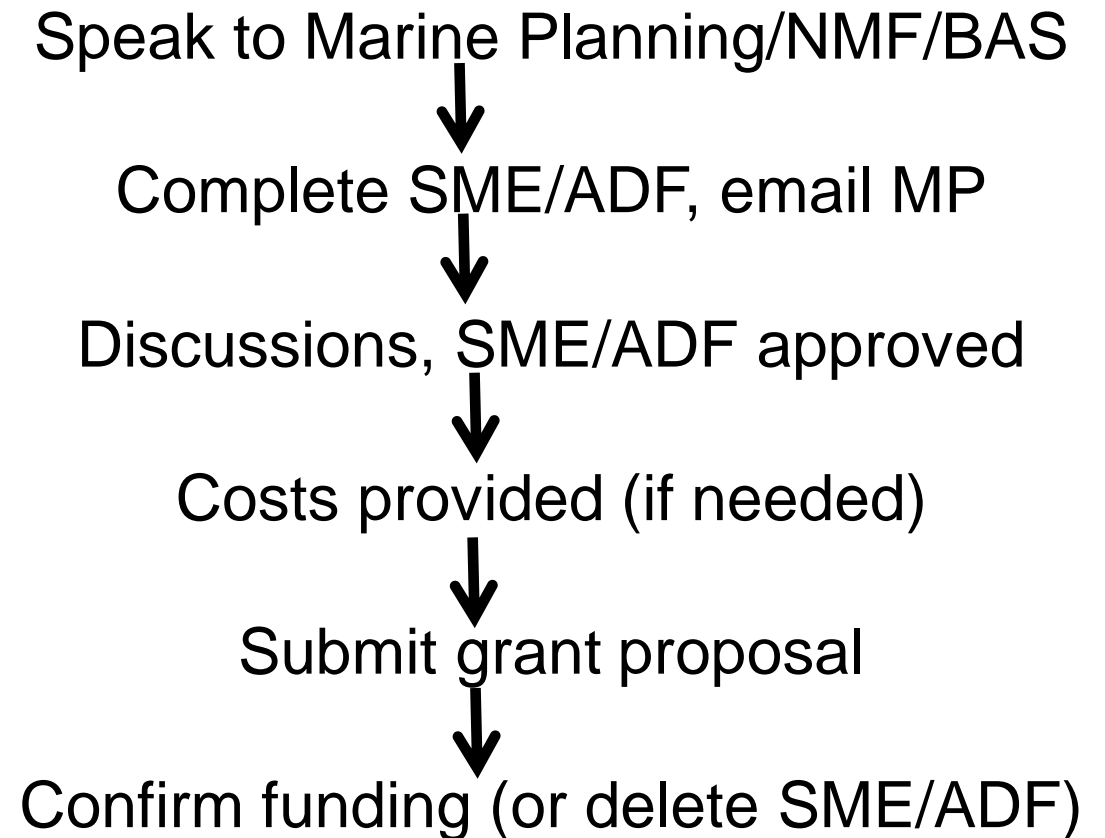 Speak to Marine Planning/NMF/BAS
Complete SME/ADF, email MP
Discussions, SME/ADF approved
Costs provided (if needed)
Submit grant proposal
Confirm funding (or delete SME/ADF)